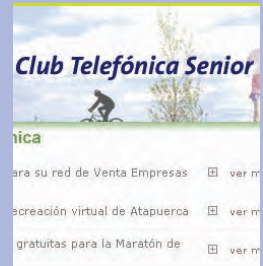 Club Telefónica Senior
nica
ara su red de Venta Empresas ver m
ecreación virtual de Atapuerca ver m
gratuitas para la Maratón de ver m